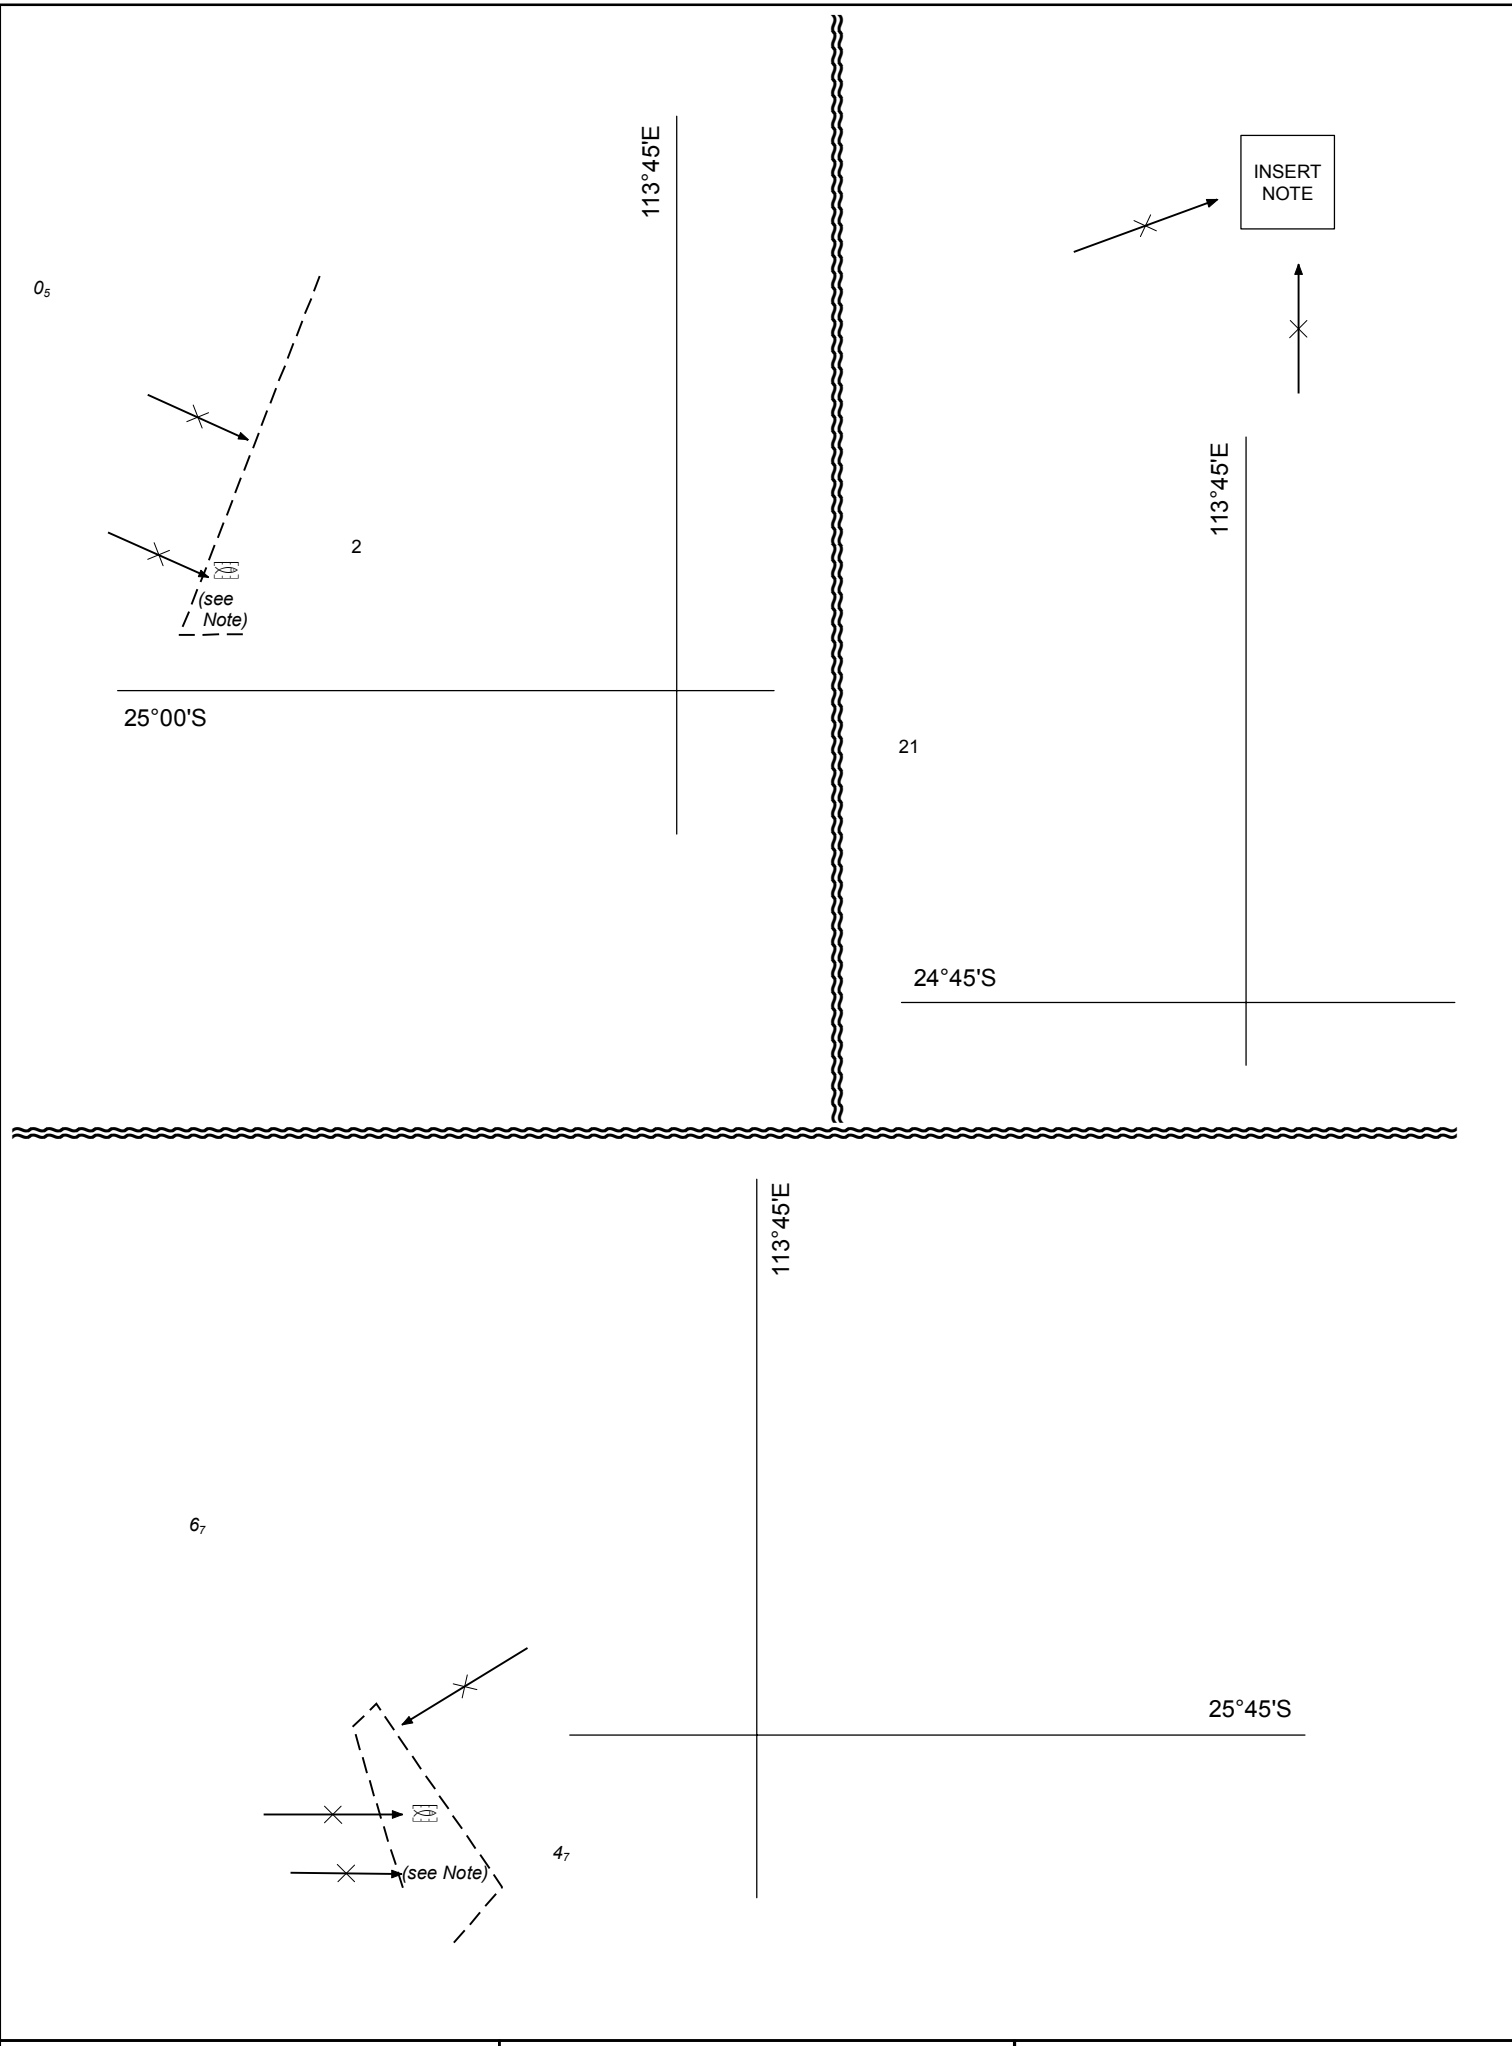 113°45'E
0₅
2
(see
Note)
25°00'S
INSERT
NOTE
113°45'E
21
24°45'S
113°45'E
6₇
25°45'S
4₇
(see Note)